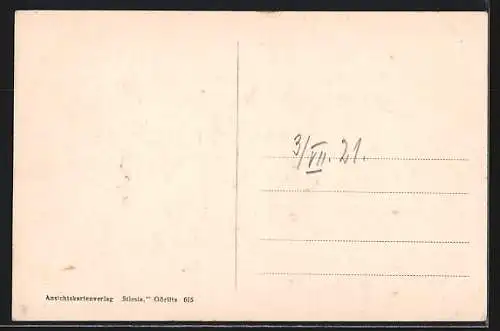 3/VII. 21.
Ansichtskartenverlag „Silesia,“ Görlitz 615